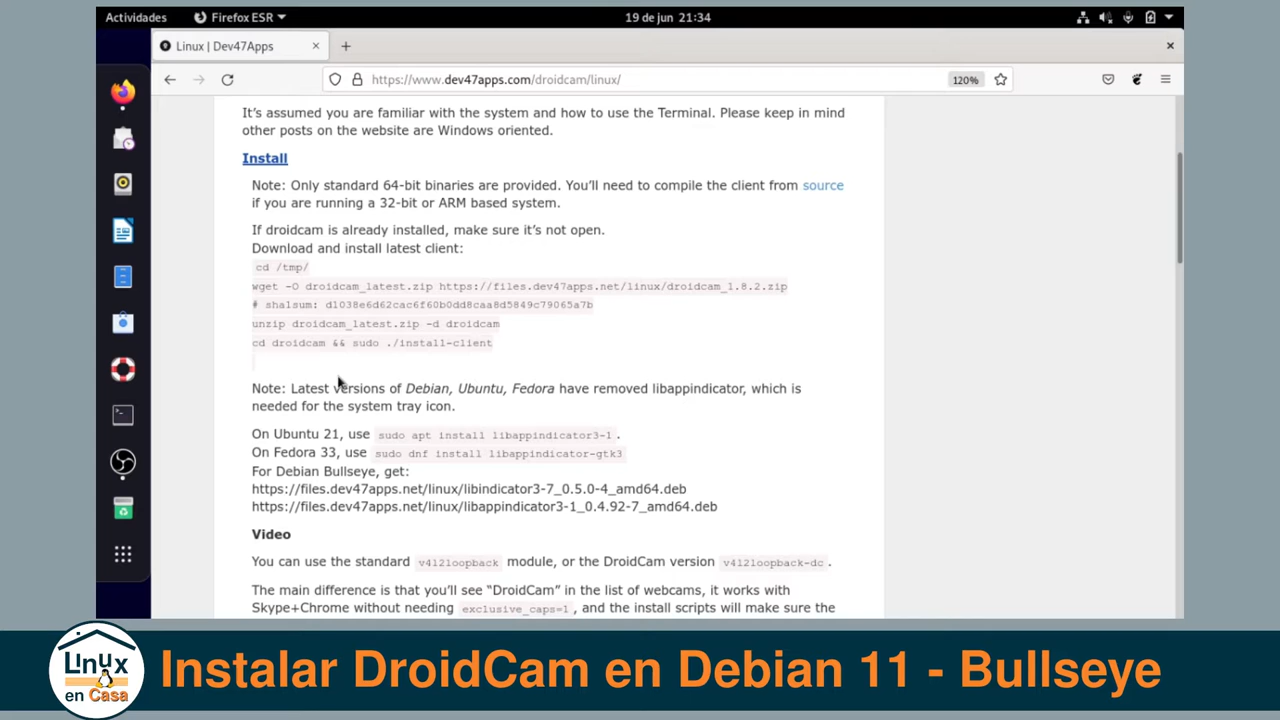 Actividades
Firefox ESR
19 de jun 21:34
Linux | Dev47Apps
https://www.dev47apps.com/droidcam/linux/
120%
It's assumed you are familiar with the system and how to use the Terminal. Please keep in mind
other posts on the website are Windows oriented.
Install
Note: Only standard 64-bit binaries are provided. You'll need to compile the client from source
if you are running a 32-bit or ARM based system.
If droidcam is already installed, make sure it's not open.
Download and install latest client:
cd /tmp/
wget -O droidcam_latest.zip https://files.dev47apps.net/linux/droidcam_1.8.2.zip
# sha1sum: d1038e6d62cac6f60b0dd8caa8d5849c79065a7b
unzip droidcam_latest.zip -d droidcam
cd droidcam && sudo ./install-client
Note: Latest versions of Debian, Ubuntu, Fedora have removed libappindicator, which is
needed for the system tray icon.
On Ubuntu 21, use sudo apt install libappindicator3-1 .
On Fedora 33, use sudo dnf install libappindicator-gtk3
For Debian Bullseye, get:
https://files.dev47apps.net/linux/libindicator3-7_0.5.0-4_amd64.deb
https://files.dev47apps.net/linux/libappindicator3-1_0.4.92-7_amd64.deb
Video
You can use the standard v4l2loopback module, or the DroidCam version v4l2loopback-dc .
The main difference is that you'll see “DroidCam” in the list of webcams, it works with
Skype+Chrome without needing exclusive_caps=1 , and the install scripts will make sure the
Linux
en Casa
Instalar DroidCam en Debian 11 - Bullseye